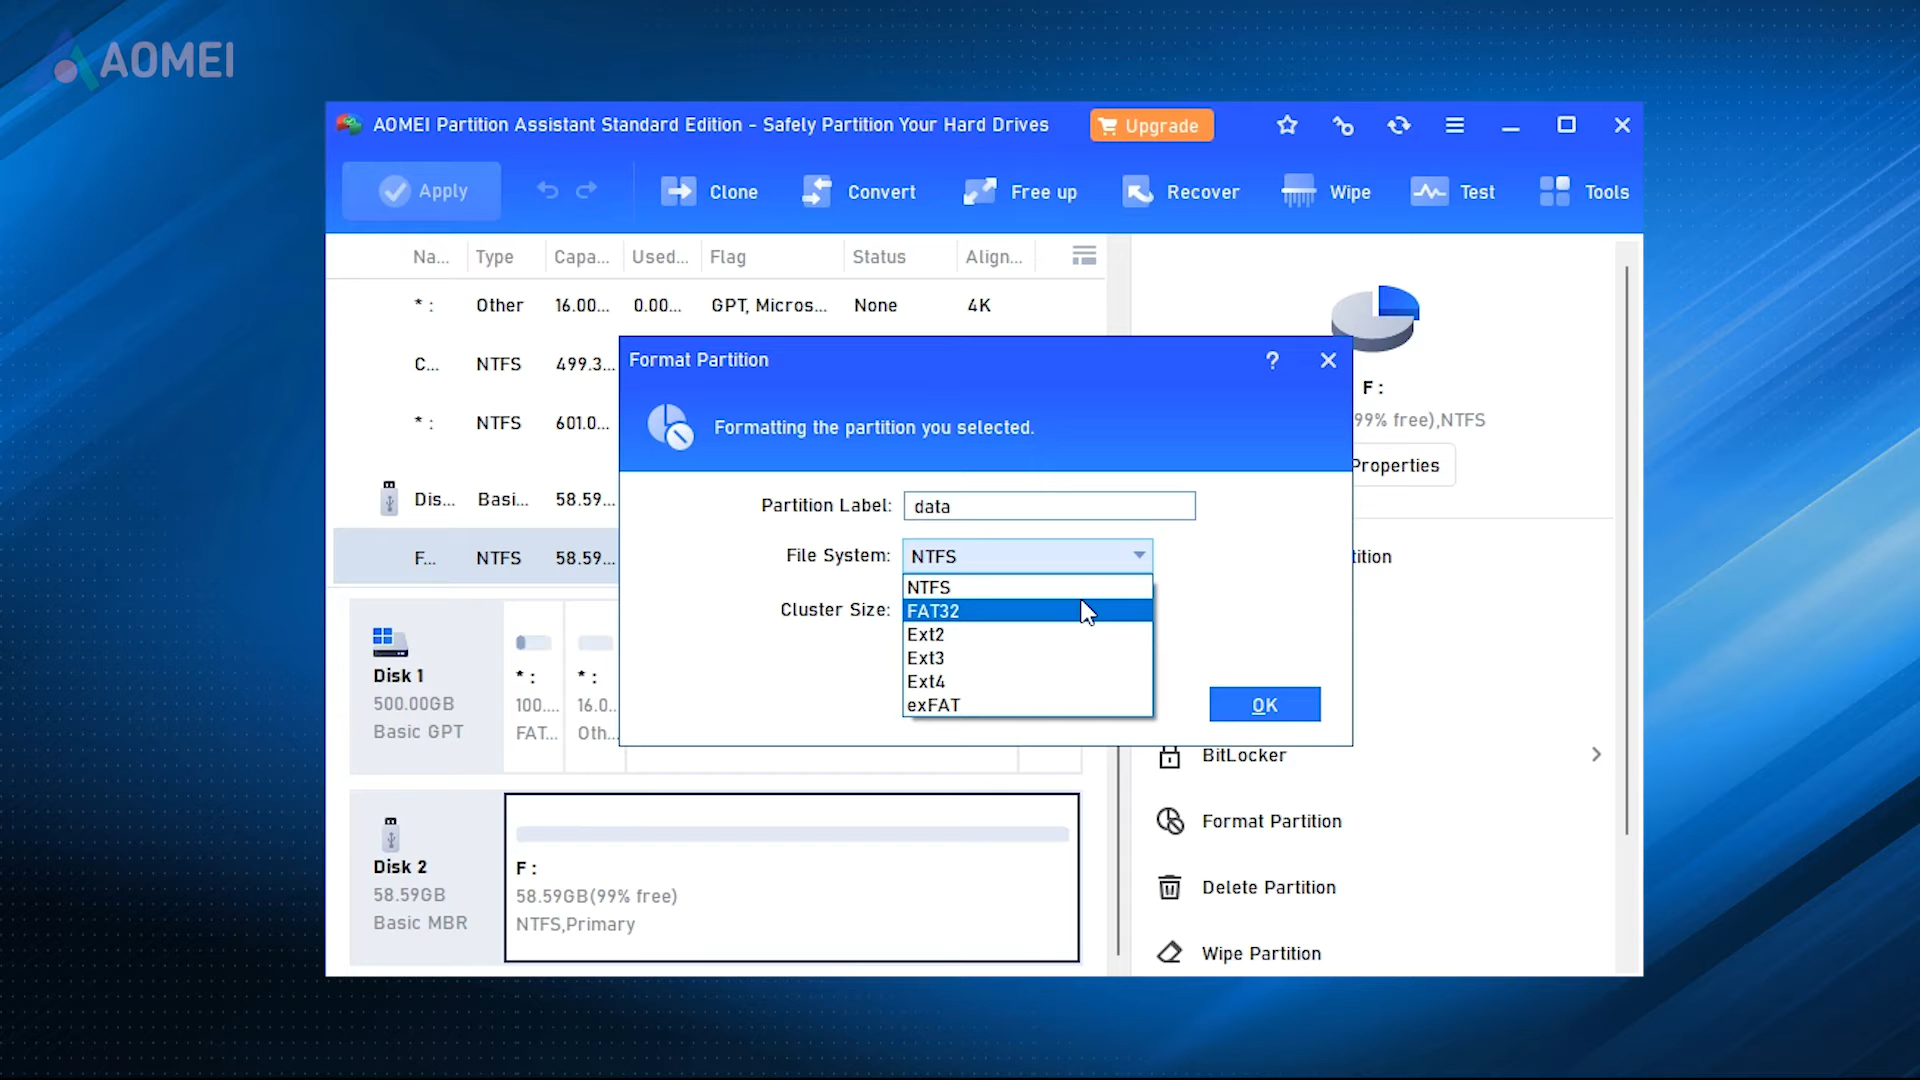 AOMEI
AOMEI Partition Assistant Standard Edition - Safely Partition Your Hard Drives
Upgrade
Apply
Clone
Convert
Free up
Recover
Wipe
Test
Tools
Na... Type Capa... Used... Flag Status Align...
* : Other 16.00... 0.00... GPT, Micros... None 4K
C... NTFS 499.3...
* : NTFS 601.0...
Dis... Basi... 58.59...
F... NTFS 58.59...
F :
99% free),NTFS
Properties
tition
Format Partition
?
Formatting the partition you selected.
Partition Label: data
File System: NTFS
NTFS
Cluster Size:
FAT32
Ext2
Ext3
Ext4
exFAT
OK
Disk 1
500.00GB
Basic GPT
* :
100....
FAT...
* :
16.0...
Oth...
Disk 2
58.59GB
Basic MBR
F :
58.59GB(99% free)
NTFS,Primary
BitLocker
Format Partition
Delete Partition
Wipe Partition